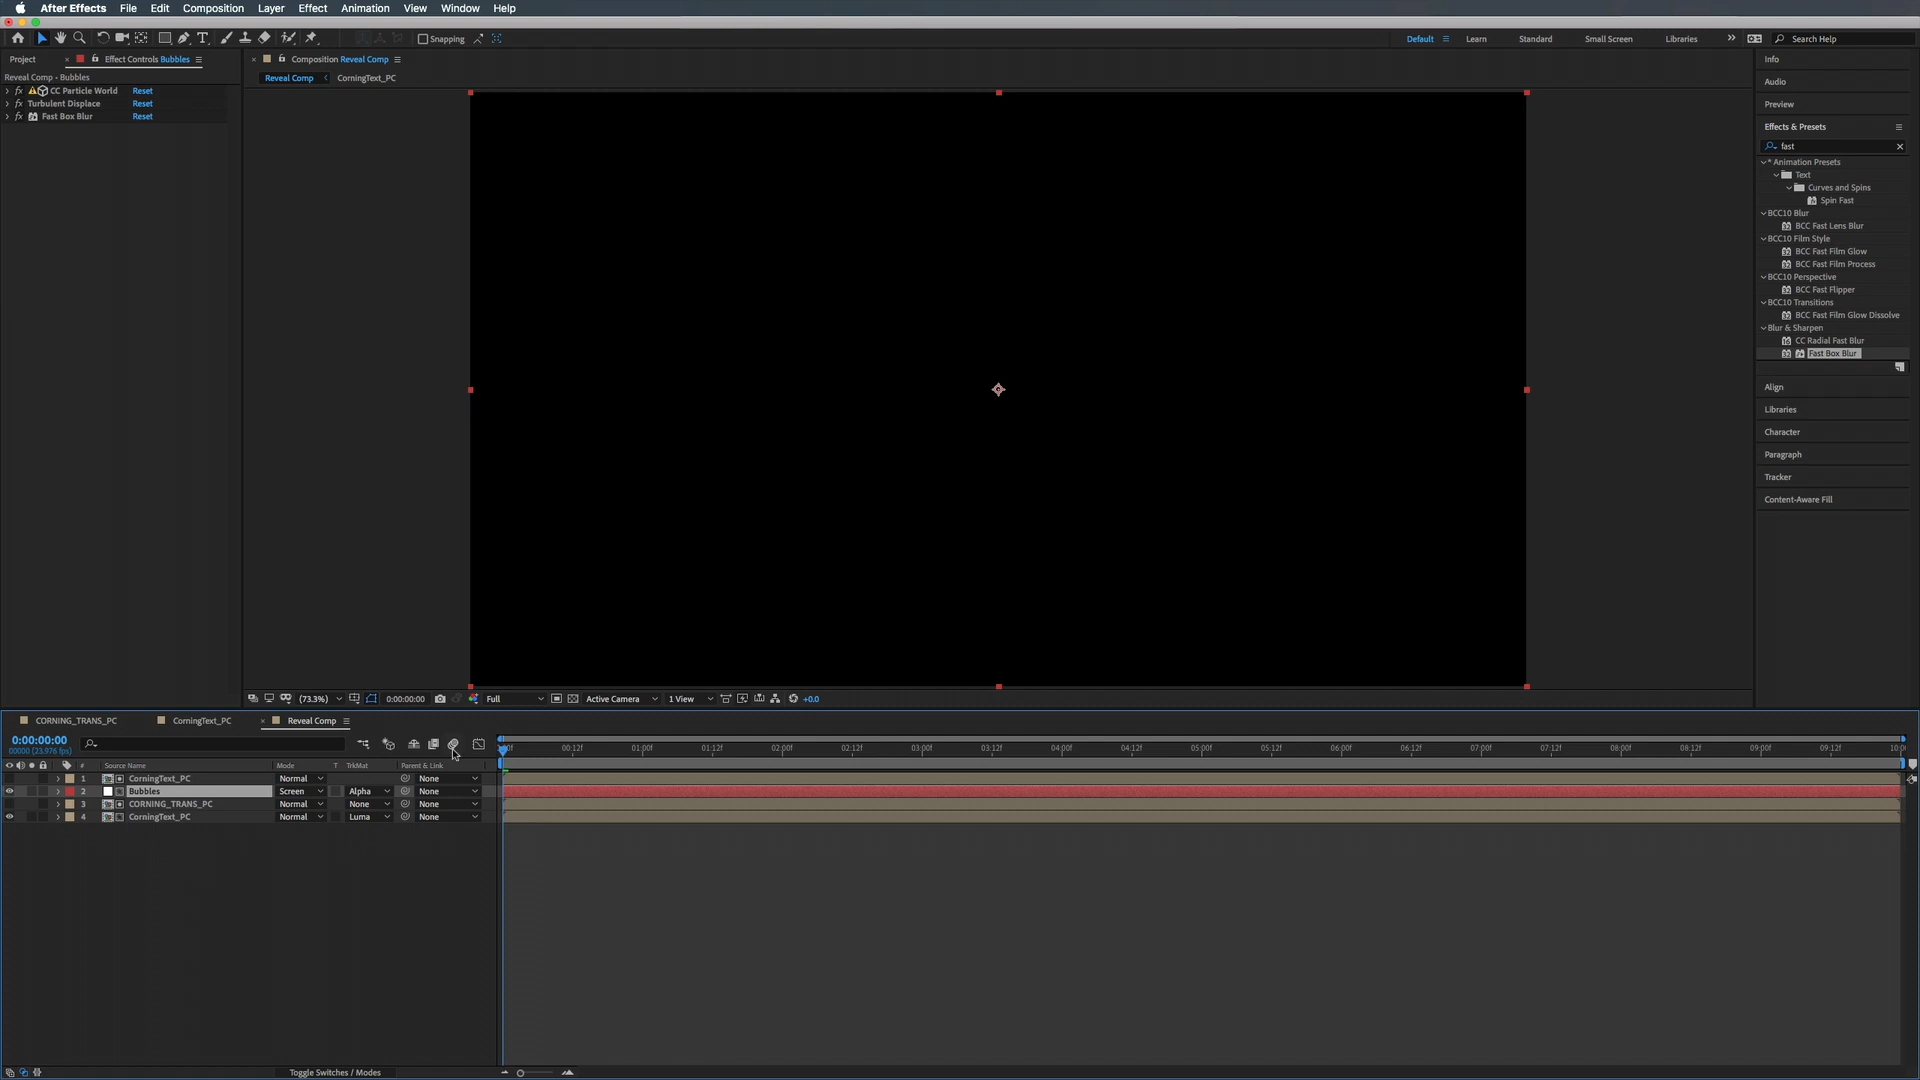 After Effects File Edit Composition Layer Effect Animation View Window Help
Snapping
Default Learn Standard Small Screen Libraries Search Help
Project Effect Controls Bubbles
Composition Reveal Comp
Reveal Comp • Bubbles
Reveal Comp CorningText_PC
fx CC Particle World Reset
fx Turbulent Displace Reset
fx Fast Box Blur Reset
Info
Audio
Preview
Effects & Presets
fast
* Animation Presets
Text
Curves and Spins
Spin Fast
BCC10 Blur
BCC Fast Lens Blur
BCC10 Film Style
BCC Fast Film Glow
BCC Fast Film Process
BCC10 Perspective
BCC Fast Flipper
BCC10 Transitions
BCC Fast Film Glow Dissolve
Blur & Sharpen
CC Radial Fast Blur
Fast Box Blur
Align
Libraries
Character
Paragraph
Tracker
Content-Aware Fill
(73.3%) 0:00:00:00 Full Active Camera 1 View +0.0
CORNING_TRANS_PC CorningText_PC Reveal Comp
0:00:00:00
00000 (23.976 fps)
00:12f 01:00f 01:12f 02:00f 02:12f 03:00f 03:12f 04:00f 04:12f 05:00f 05:12f 06:00f 06:12f 07:00f 07:12f 08:00f 08:12f 09:00f 09:12f
# Source Name Mode T TrkMat Parent & Link
1 CorningText_PC Normal None
2 Bubbles Screen Alpha None
3 CORNING_TRANS_PC Normal None None
4 CorningText_PC Normal Luma None
Toggle Switches / Modes